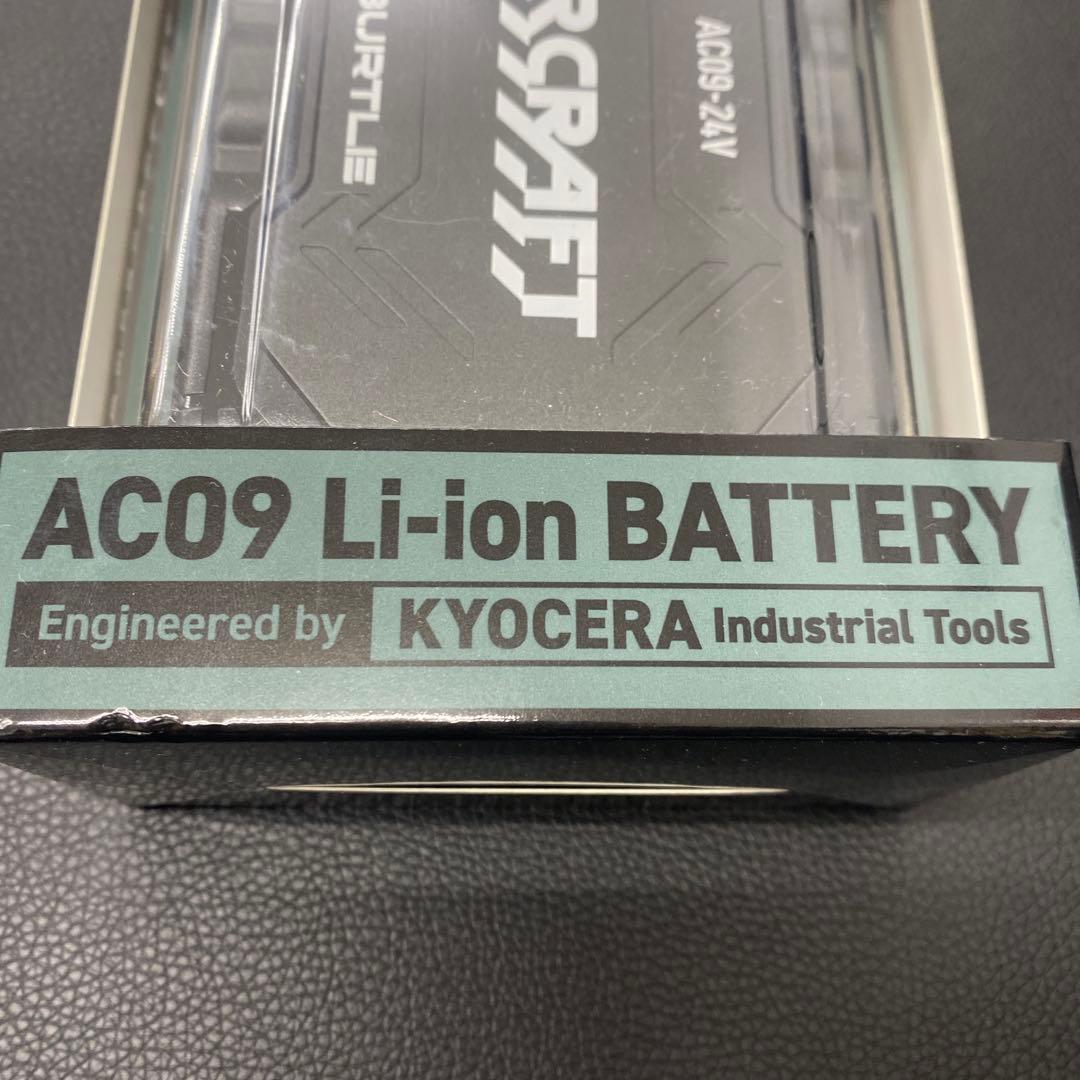 BURTLE
RCRAFT
AC09-24V
AC09 Li-ion BATTERY
Engineered by KYOCERA Industrial Tools